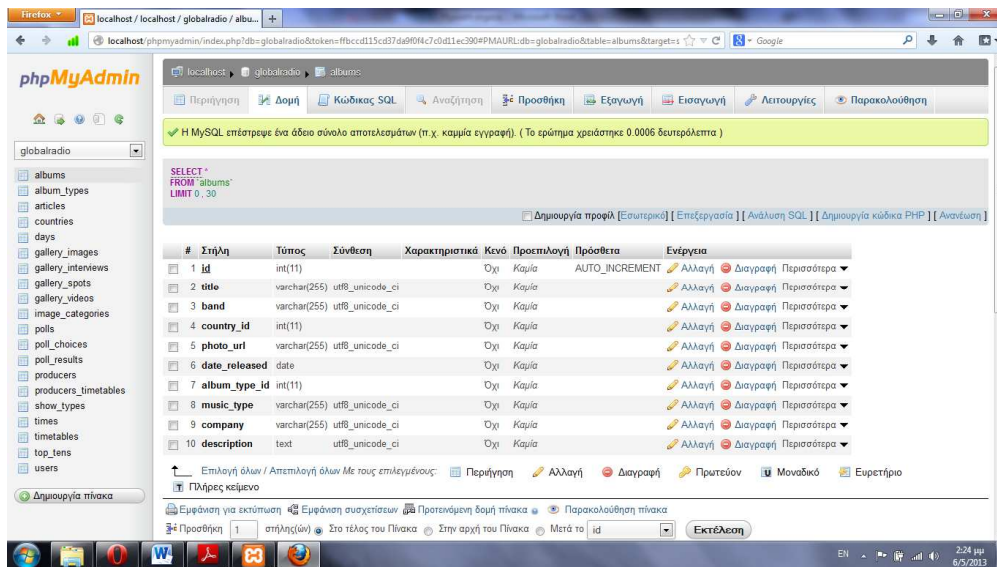 Firefox
localhost / localhost / globalradio / albu...
localhost/phpmyadmin/index.php?db=globalradio&token=ffbccd115cd37da9f0f4c7c0d11ec390#PMAURL:db=globalradio&table=albums&target=s
Google
phpMyAdmin
localhost globalradio albums
Περιήγηση Δομή Κώδικας SQL Αναζήτηση Προσθήκη Εξαγωγή Εισαγωγή Λειτουργίες Παρακολούθηση
Η MySQL επέστρεψε ένα άδειο σύνολο αποτελεσμάτων (π.χ. καμμία εγγραφή). ( Το ερώτημα χρειάστηκε 0.0006 δευτερόλεπτα )
globalradio
SELECT *
FROM `albums`
LIMIT 0 , 30
Δημιουργία προφίλ [Εσωτερικό] [ Επεξεργασία ] [ Ανάλυση SQL ] [ Δημιουργία κώδικα PHP ] [ Ανανέωση ]
albums
album_types
articles
countries
days
gallery_images
gallery_interviews
gallery_spots
gallery_videos
image_categories
polls
poll_choices
poll_results
producers
producers_timetables
show_types
times
timetables
top_tens
users
Δημιουργία πίνακα
# Στήλη Τύπος Σύνθεση Χαρακτηριστικά Κενό Προεπιλογή Πρόσθετα Ενέργεια
1 id int(11) Όχι Καμία AUTO_INCREMENT Αλλαγή Διαγραφή Περισσότερα
2 title varchar(255) utf8_unicode_ci Όχι Καμία Αλλαγή Διαγραφή Περισσότερα
3 band varchar(255) utf8_unicode_ci Όχι Καμία Αλλαγή Διαγραφή Περισσότερα
4 country_id int(11) Όχι Καμία Αλλαγή Διαγραφή Περισσότερα
5 photo_url varchar(255) utf8_unicode_ci Όχι Καμία Αλλαγή Διαγραφή Περισσότερα
6 date_released date Όχι Καμία Αλλαγή Διαγραφή Περισσότερα
7 album_type_id int(11) Όχι Καμία Αλλαγή Διαγραφή Περισσότερα
8 music_type varchar(255) utf8_unicode_ci Όχι Καμία Αλλαγή Διαγραφή Περισσότερα
9 company varchar(255) utf8_unicode_ci Όχι Καμία Αλλαγή Διαγραφή Περισσότερα
10 description text utf8_unicode_ci Όχι Καμία Αλλαγή Διαγραφή Περισσότερα
Επιλογή όλων / Απεπιλογή όλων Με τους επιλεγμένους: Περιήγηση Αλλαγή Διαγραφή Πρωτεύον Μοναδικό Ευρετήριο
Πλήρες κείμενο
Εμφάνιση για εκτύπωση Εμφάνιση συσχετίσεων Προτεινόμενη δομή πίνακα Παρακολούθηση πίνακα
Προσθήκη 1 στήλης(ών) Στο τέλος του Πίνακα Στην αρχή του Πίνακα Μετά το id Εκτέλεση
EN 2:24 μμ
6/5/2013